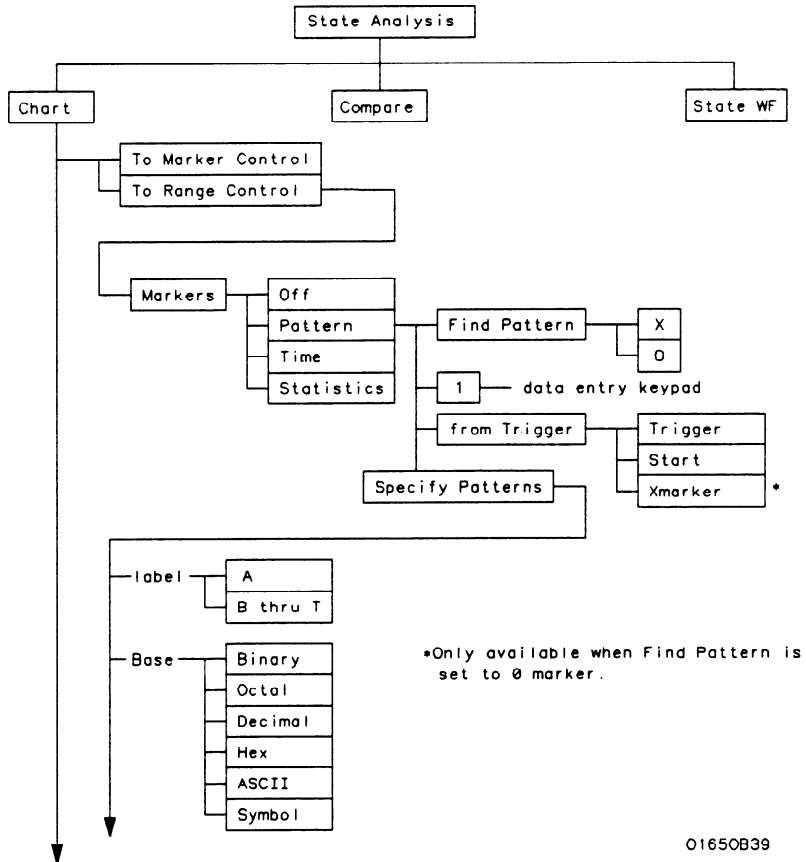 State Analysis
Chart
Compare
State WF
To Marker Control
To Range Control
Markers
Off
Pattern
Time
Statistics
Find Pattern
X
O
1
data entry keypad
from Trigger
Trigger
Start
Xmarker
*
Specify Patterns
label
A
B thru T
Base
Binary
Octal
Decimal
Hex
ASCII
Symbol
*Only available when Find Pattern is
set to 0 marker.
01650B39